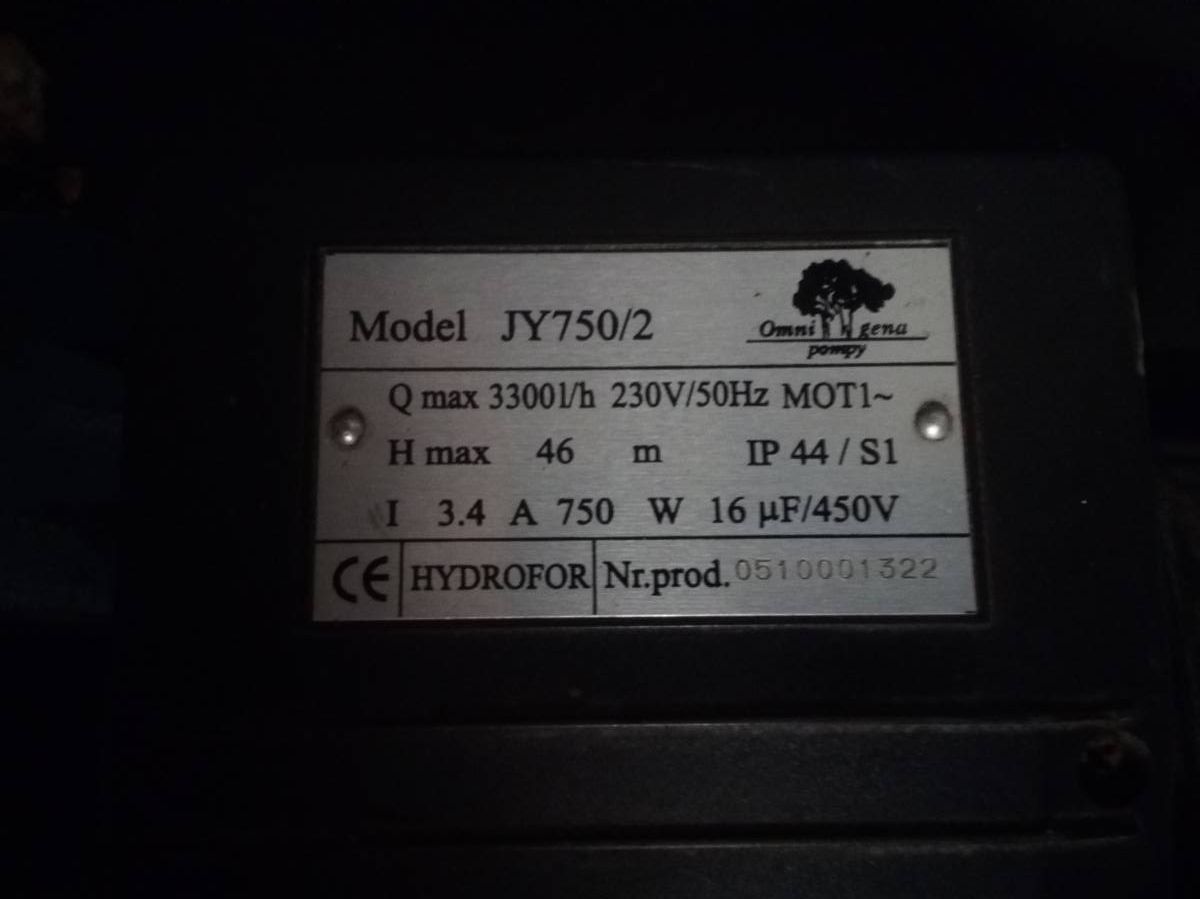 Model JY750/2
Omni gena
pompy
Q max 3300l/h 230V/50Hz MOT1~
H max 46 m IP 44 / S1
I 3.4 A 750 W 16 µF/450V
CE HYDROFOR Nr.prod. 0510001322